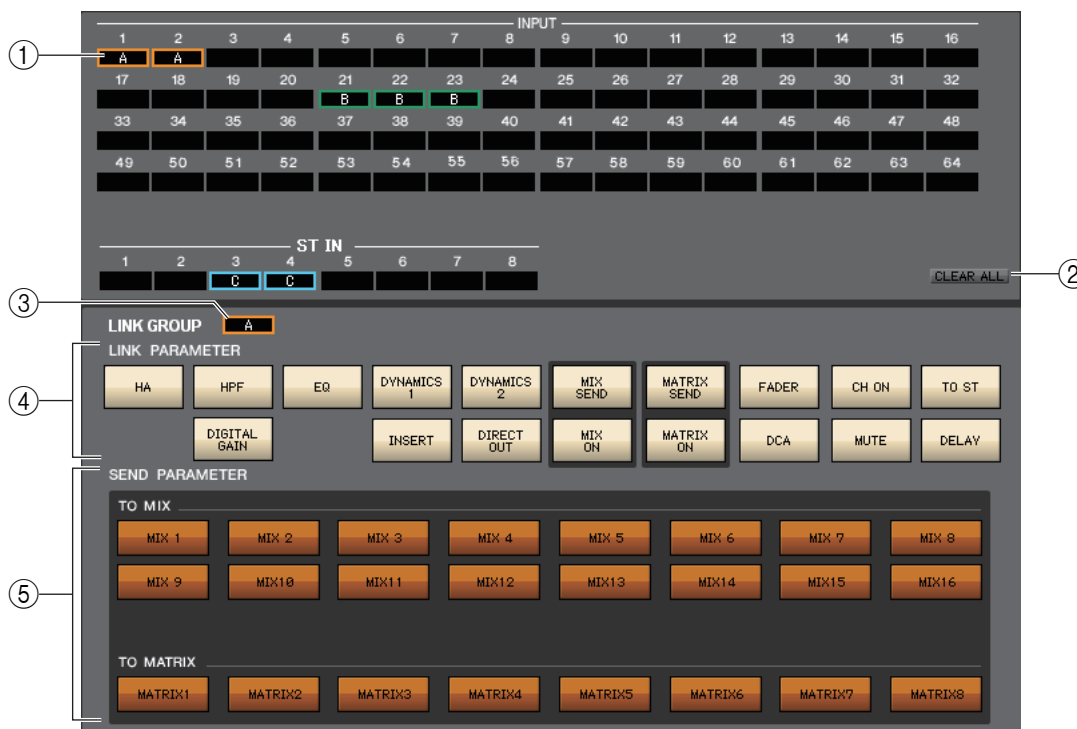 INPUT
1 2 3 4 5 6 7 8 9 10 11 12 13 14 15 16
① A A
17 18 19 20 21 22 23 24 25 26 27 28 29 30 31 32
B B B
33 34 35 36 37 38 39 40 41 42 43 44 45 46 47 48
49 50 51 52 53 54 55 56 57 58 59 60 61 62 63 64
ST IN
1 2 3 4 5 6 7 8
C C
CLEAR ALL ②
③
LINK GROUP A
LINK PARAMETER
④
HA HPF EQ DYNAMICS 1 DYNAMICS 2 MIX SEND MATRIX SEND FADER CH ON TO ST
DIGITAL GAIN INSERT DIRECT OUT MIX ON MATRIX ON DCA MUTE DELAY
SEND PARAMETER
⑤
TO MIX
MIX 1 MIX 2 MIX 3 MIX 4 MIX 5 MIX 6 MIX 7 MIX 8
MIX 9 MIX10 MIX11 MIX12 MIX13 MIX14 MIX15 MIX16
TO MATRIX
MATRIX1 MATRIX2 MATRIX3 MATRIX4 MATRIX5 MATRIX6 MATRIX7 MATRIX8